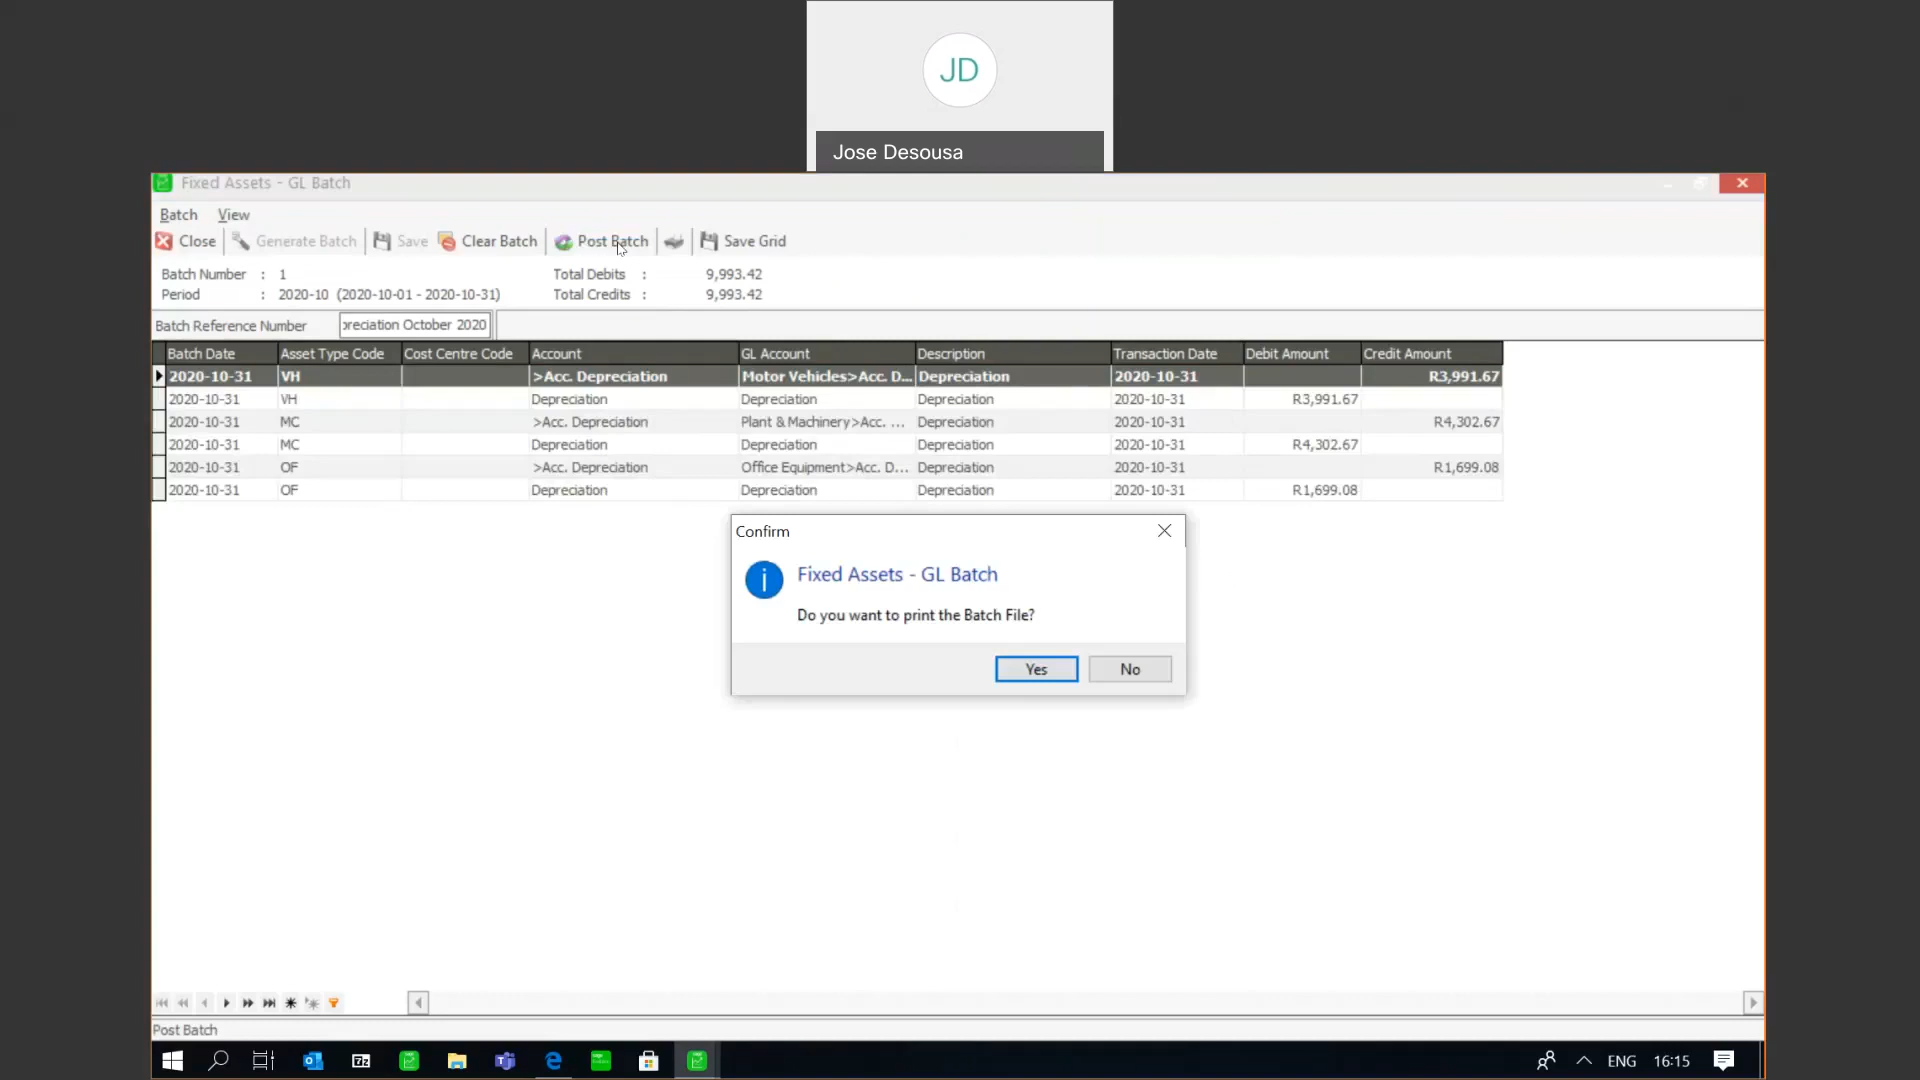 JD
Jose Desousa
Fixed Assets - GL Batch
Batch View
Close Generate Batch Save Clear Batch Post Batch Save Grid
Batch Number : 1 Total Debits : 9,993.42
Period : 2020-10 (2020-10-01 - 2020-10-31) Total Credits : 9,993.42
Batch Reference Number preciation October 2020
Batch Date Asset Type Code Cost Centre Code Account GL Account Description Transaction Date Debit Amount Credit Amount
2020-10-31 VH >Acc. Depreciation Motor Vehicles>Acc. D... Depreciation 2020-10-31 R3,991.67
2020-10-31 VH Depreciation Depreciation Depreciation 2020-10-31 R3,991.67
2020-10-31 MC >Acc. Depreciation Plant & Machinery>Acc. ... Depreciation 2020-10-31 R4,302.67
2020-10-31 MC Depreciation Depreciation Depreciation 2020-10-31 R4,302.67
2020-10-31 OF >Acc. Depreciation Office Equipment>Acc. D... Depreciation 2020-10-31 R1,699.08
2020-10-31 OF Depreciation Depreciation Depreciation 2020-10-31 R1,699.08
Confirm
Fixed Assets - GL Batch
Do you want to print the Batch File?
Yes No
Post Batch
ENG 16:15